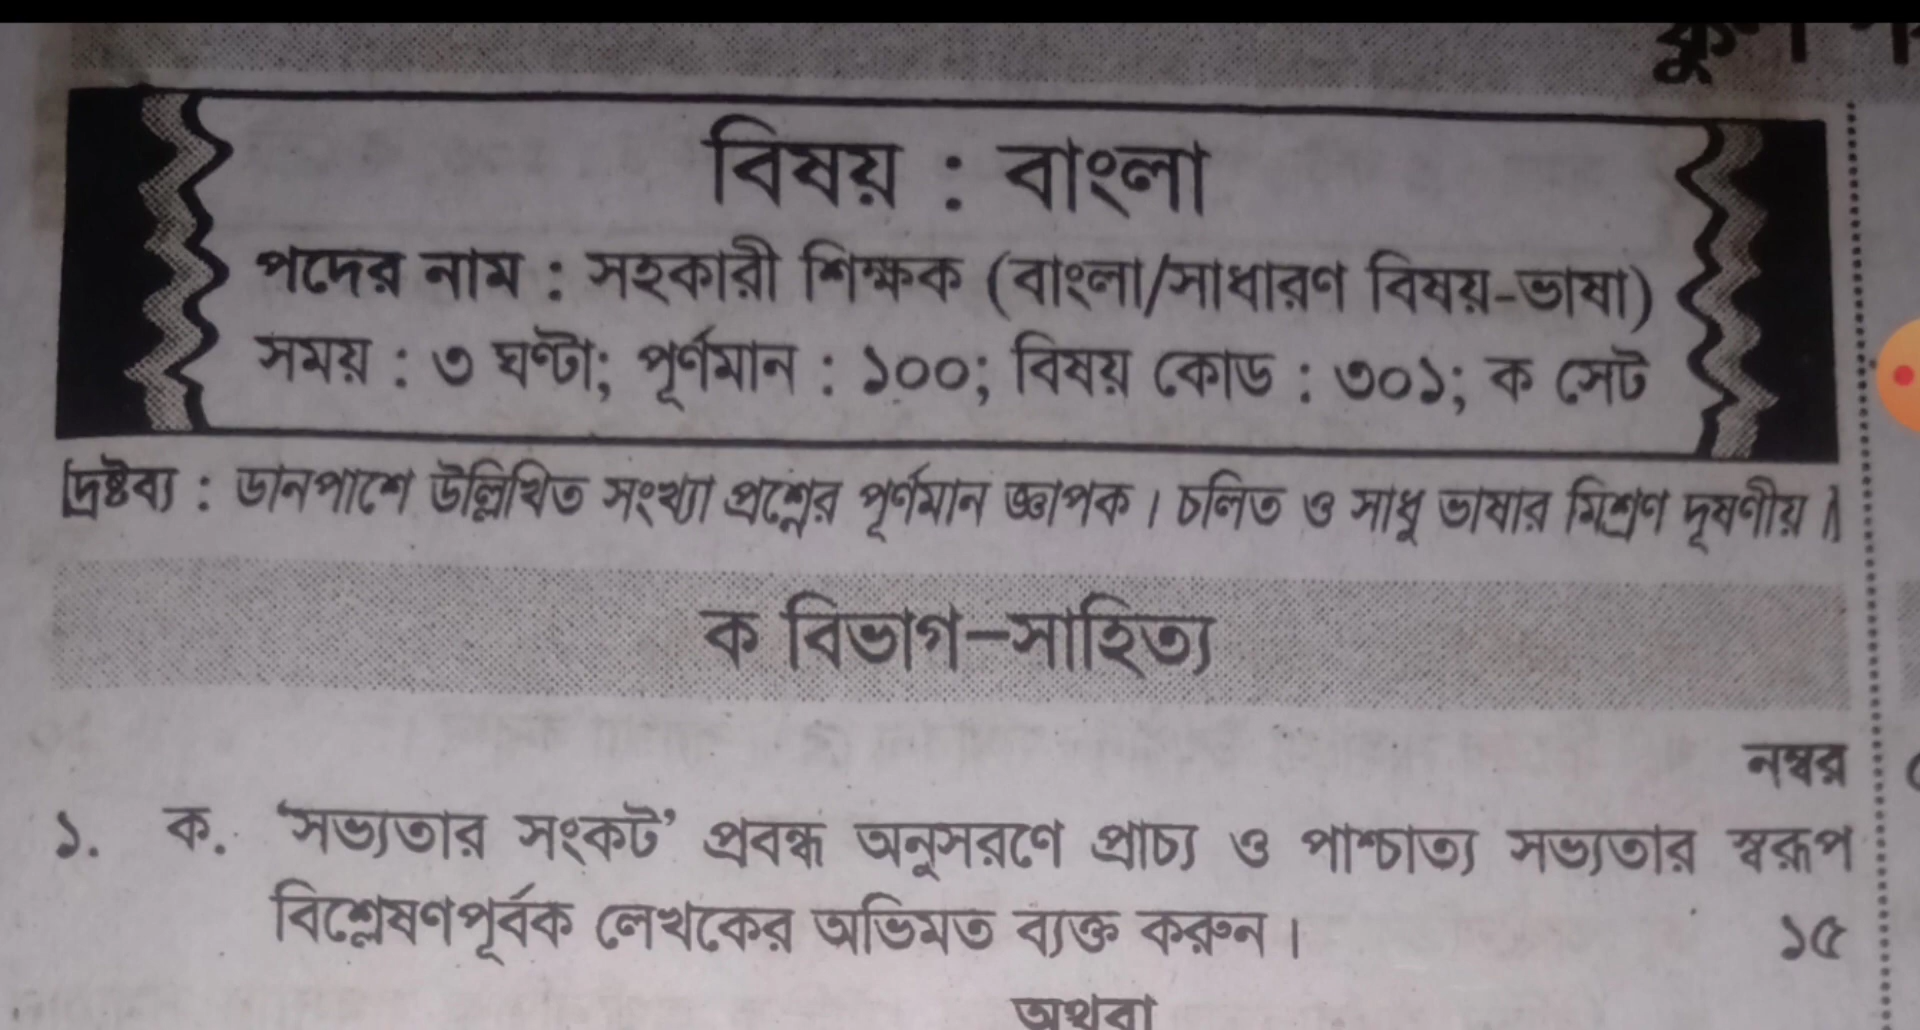 বিষয় : বাংলা
পদের নাম : সহকারী শিক্ষক (বাংলা/সাধারণ বিষয়-ভাষা)
সময় : ৩ ঘণ্টা; পূর্ণমান : ১০০; বিষয় কোড : ৩০১; ক সেট
[দ্রষ্টব্য : ডানপাশে উল্লিখিত সংখ্যা প্রশ্নের পূর্ণমান জ্ঞাপক। চলিত ও সাধু ভাষার মিশ্রণ দূষণীয়।]
ক বিভাগ–সাহিত্য
নম্বর
১. ক. ‘সভ্যতার সংকট’ প্রবন্ধ অনুসরণে প্রাচ্য ও পাশ্চাত্য সভ্যতার স্বরূপ
বিশ্লেষণপূর্বক লেখকের অভিমত ব্যক্ত করুন। ১৫
অথবা